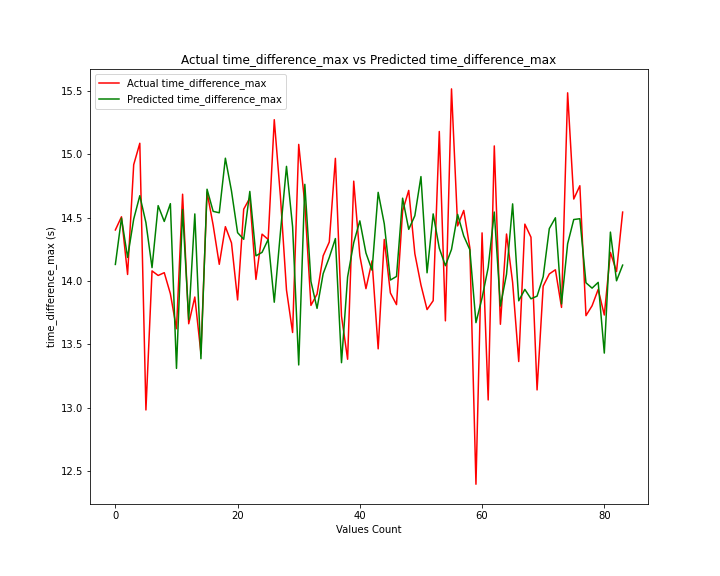 Actual time_difference_max vs Predicted time_difference_max
Actual time_difference_max
Predicted time_difference_max
15.5
15.0
14.5
14.0
13.5
13.0
12.5
time_difference_max (s)
0 20 40 60 80
Values Count